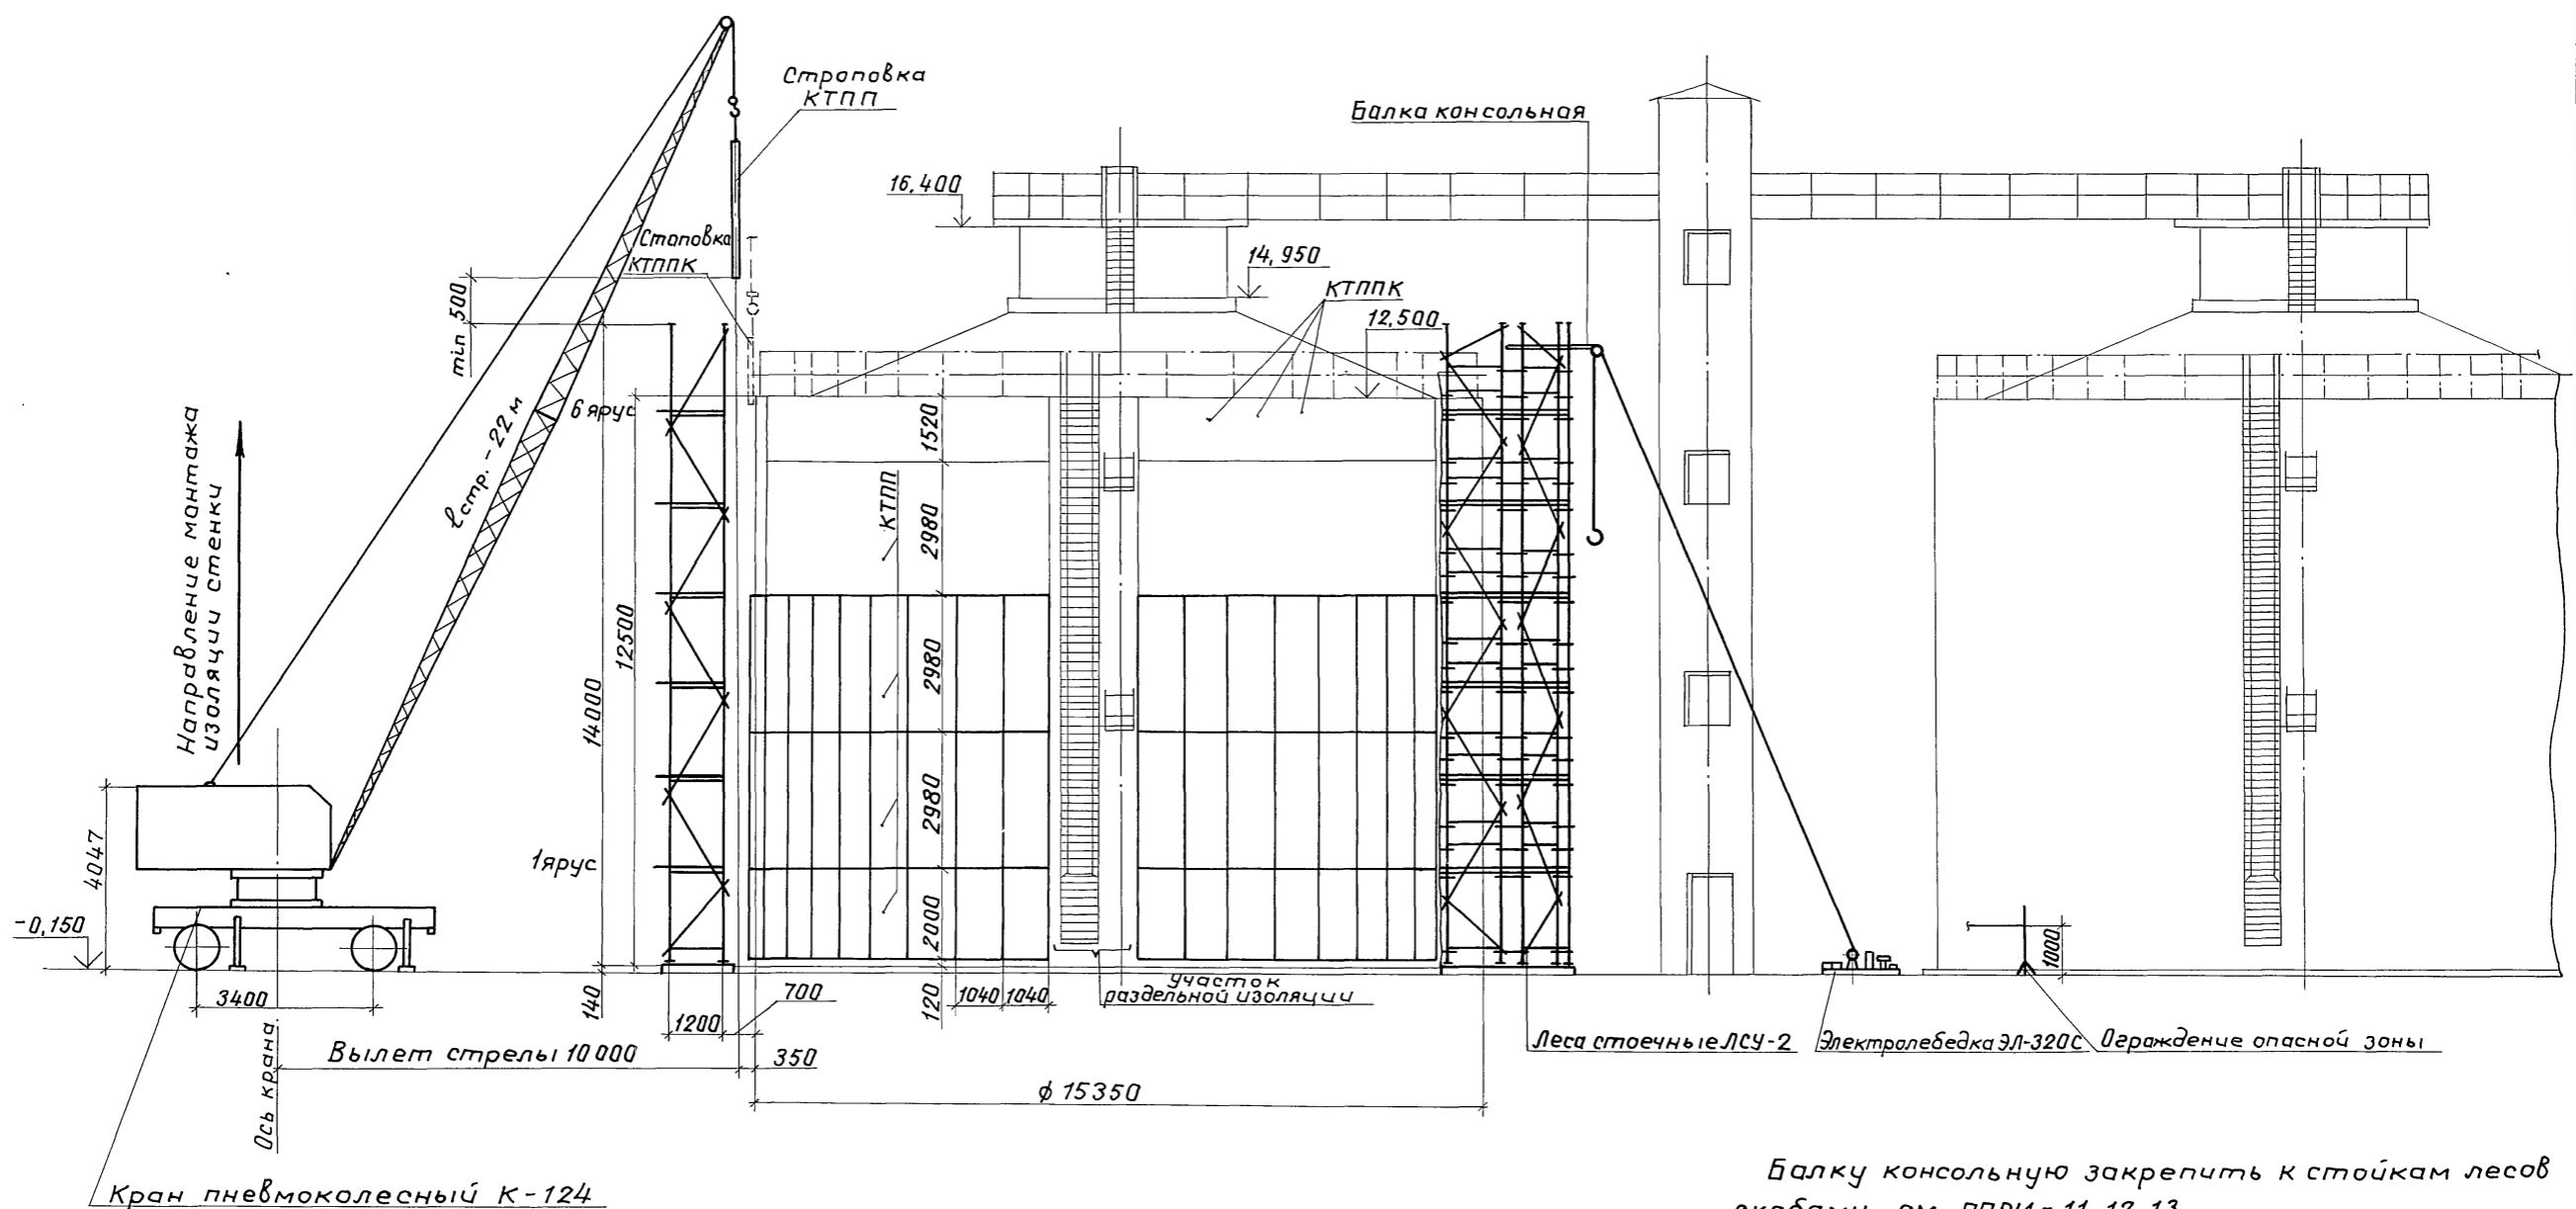 Строповка
КТПП
Балка консольная
16,400
Стаповка
КТППК
14,950
КТППК
12,500
min 500
6 ярус
ℓстр. - 22 м
Направление монтажа
изоляции стенки
1520
КТПП
2980
12500
2980
14000
2980
4047
1 ярус
-0,150
2000
1000
3400
140
700
120
1040
1040
Участок
раздельной изоляции
1200
Вылет стрелы 10 000
350
Леса стоечные ЛСУ-2
Электролебедка ЭЛ-320С
Ограждение опасной зоны
Ось крана
ϕ 15350
Кран пневмоколесный К-124
Балку консольную закрепить к стойкам лесов